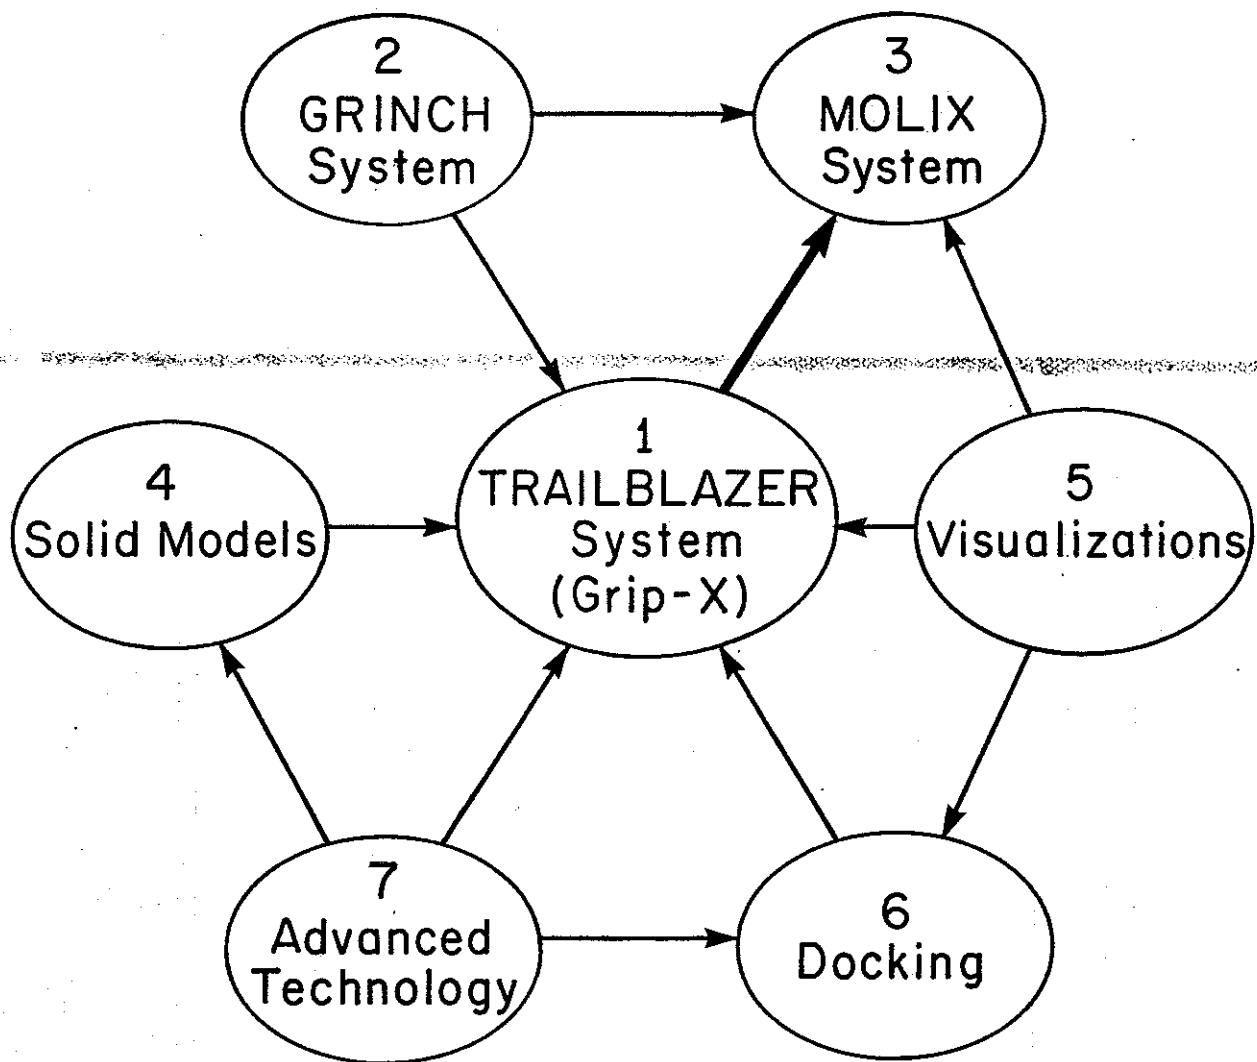 2
GRINCH
System
3
MOLIX
System
1
TRAILBLAZER
System
(Grip-X)
4
Solid Models
5
Visualizations
7
Advanced
Technology
6
Docking